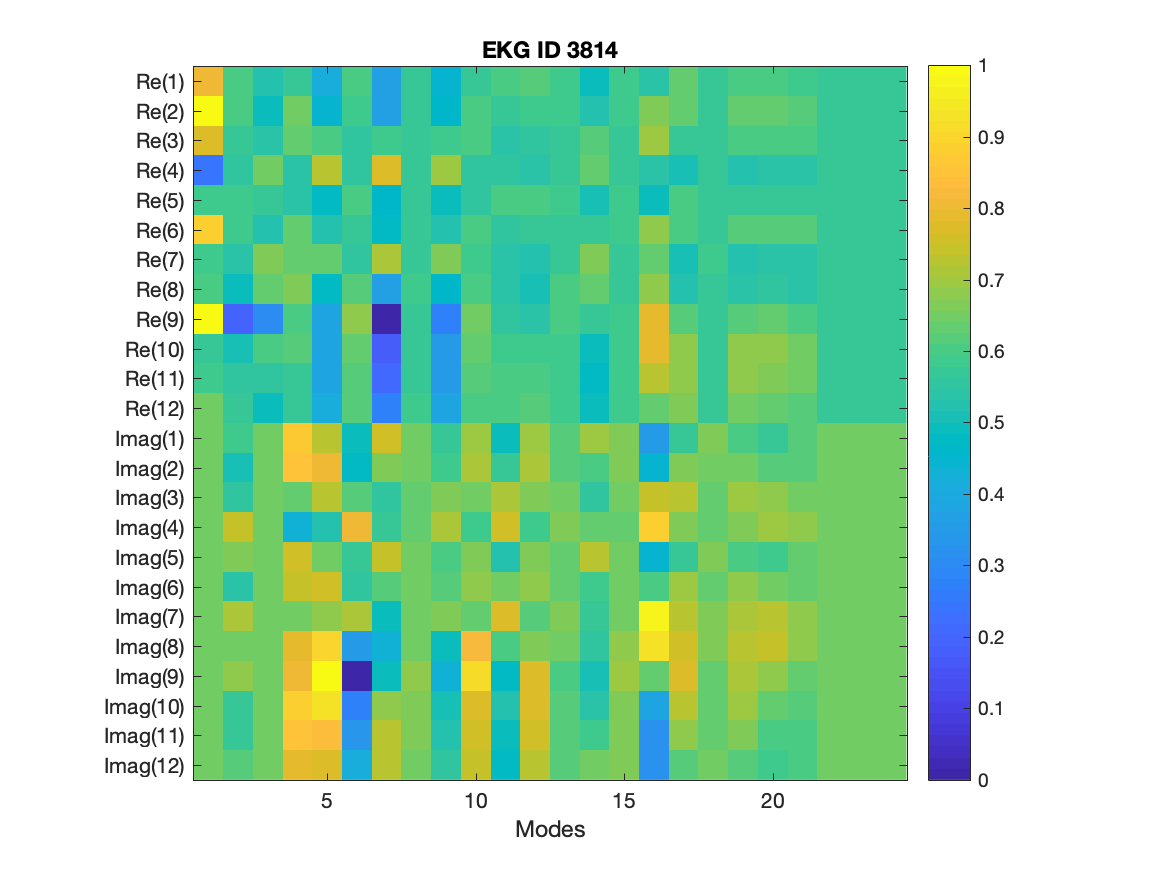 EKG ID 3814
Re(1)
Re(2)
Re(3)
Re(4)
Re(5)
Re(6)
Re(7)
Re(8)
Re(9)
Re(10)
Re(11)
Re(12)
Imag(1)
Imag(2)
Imag(3)
Imag(4)
Imag(5)
Imag(6)
Imag(7)
Imag(8)
Imag(9)
Imag(10)
Imag(11)
Imag(12)
5 10 15 20
Modes
1
0.9
0.8
0.7
0.6
0.5
0.4
0.3
0.2
0.1
0